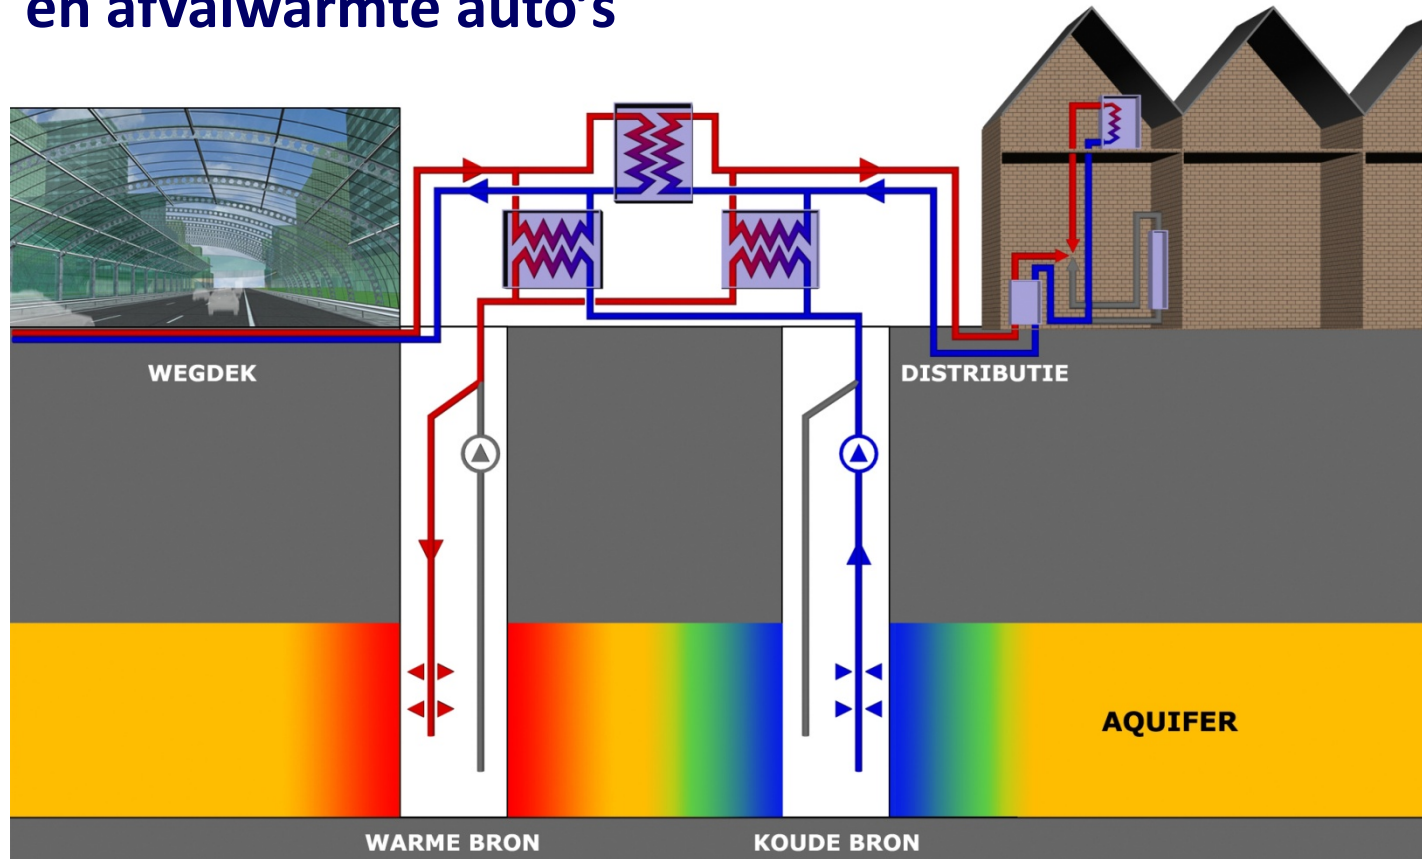 en afvalwarmte auto's
WEGDEK
DISTRIBUTIE
AQUIFER
WARME BRON
KOUDE BRON